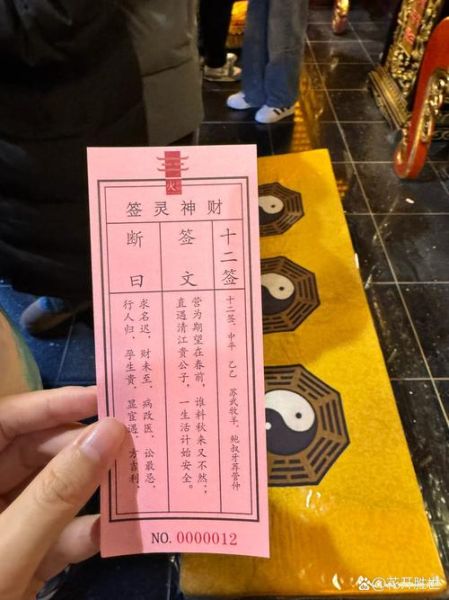 火
财神灵签
十二签
十二签，中平 乙乙 苏武牧羊，鲍叔牙荐管仲
签文
营为期望在春前，谁料秋来又不然，；
直遇清江贵公子，一生活计始安全。
断曰
求名迟，财未至，病改医，讼最忌，
行人归，孕生贵，显宜遇，方吉利，
NO.0000012